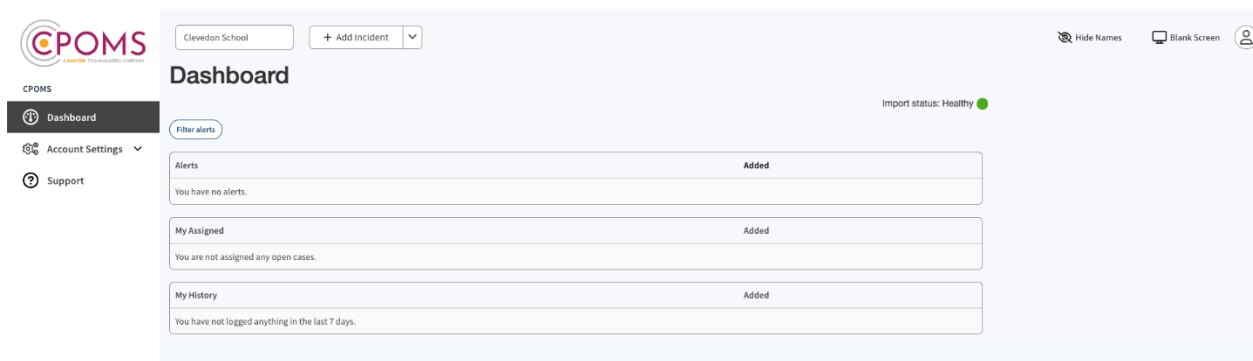 CPOMS
A RAPTOR TECHNOLOGIES COMPANY
Clevedon School
+ Add Incident
Hide Names
Blank Screen
Dashboard
CPOMS
Import status: Healthy
Dashboard
Filter alerts
Account Settings
Alerts Added
Support
You have no alerts.
My Assigned Added
You are not assigned any open cases.
My History Added
You have not logged anything in the last 7 days.